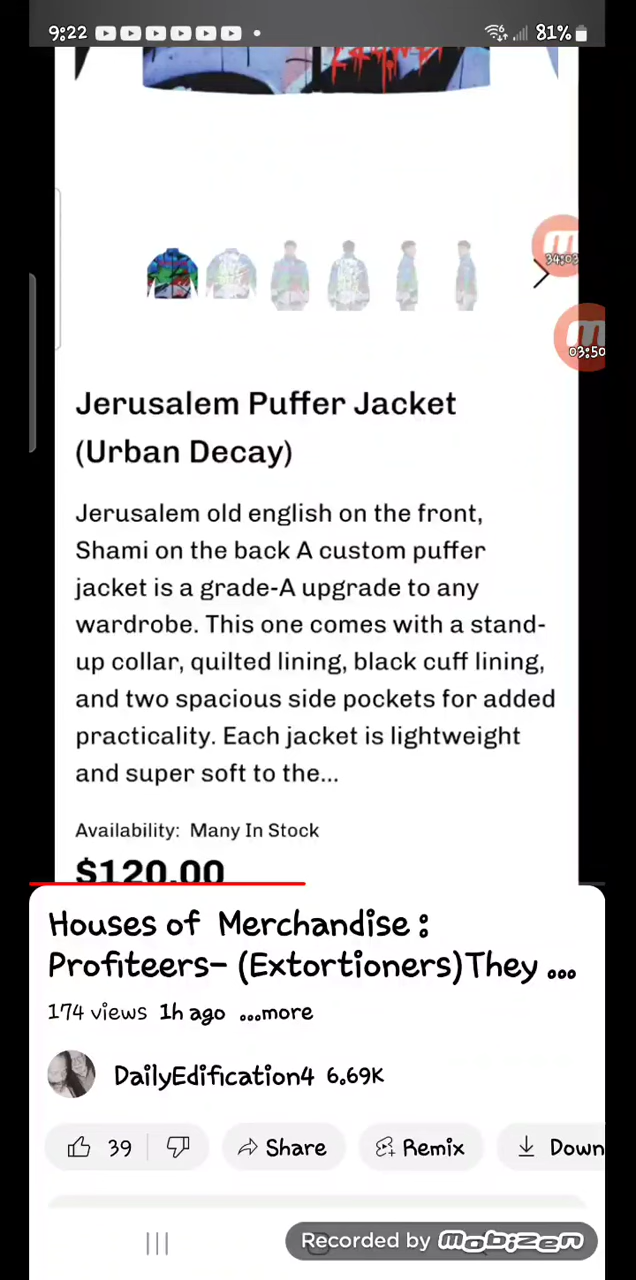 9:22
81%
34:03
03:50
Jerusalem Puffer Jacket
(Urban Decay)
Jerusalem old english on the front,
Shami on the back A custom puffer
jacket is a grade-A upgrade to any
wardrobe. This one comes with a stand-
up collar, quilted lining, black cuff lining,
and two spacious side pockets for added
practicality. Each jacket is lightweight
and super soft to the...
Availability: Many In Stock
$120.00
Houses of Merchandise :
Profiteers- (Extortioners)They ...
174 views 1h ago ...more
DailyEdification4 6.69K
39 Share Remix Down
Recorded by mobizen